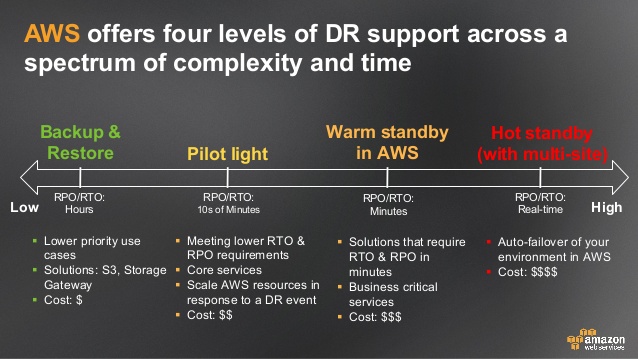 AWS offers four levels of DR support across a
spectrum of complexity and time
Backup &
Restore
Pilot light
Warm standby
in AWS
Hot standby
(with multi-site)
Low
RPO/RTO:
Hours
RPO/RTO:
10s of Minutes
RPO/RTO:
Minutes
RPO/RTO:
Real-time
High
▪ Lower priority use
cases
▪ Solutions: S3, Storage
Gateway
▪ Cost: $
▪ Meeting lower RTO &
RPO requirements
▪ Core services
▪ Scale AWS resources in
response to a DR event
▪ Cost: $$
▪ Solutions that require
RTO & RPO in
minutes
▪ Business critical
services
▪ Cost: $$$
▪ Auto-failover of your
environment in AWS
▪ Cost: $$$$
amazon
web services